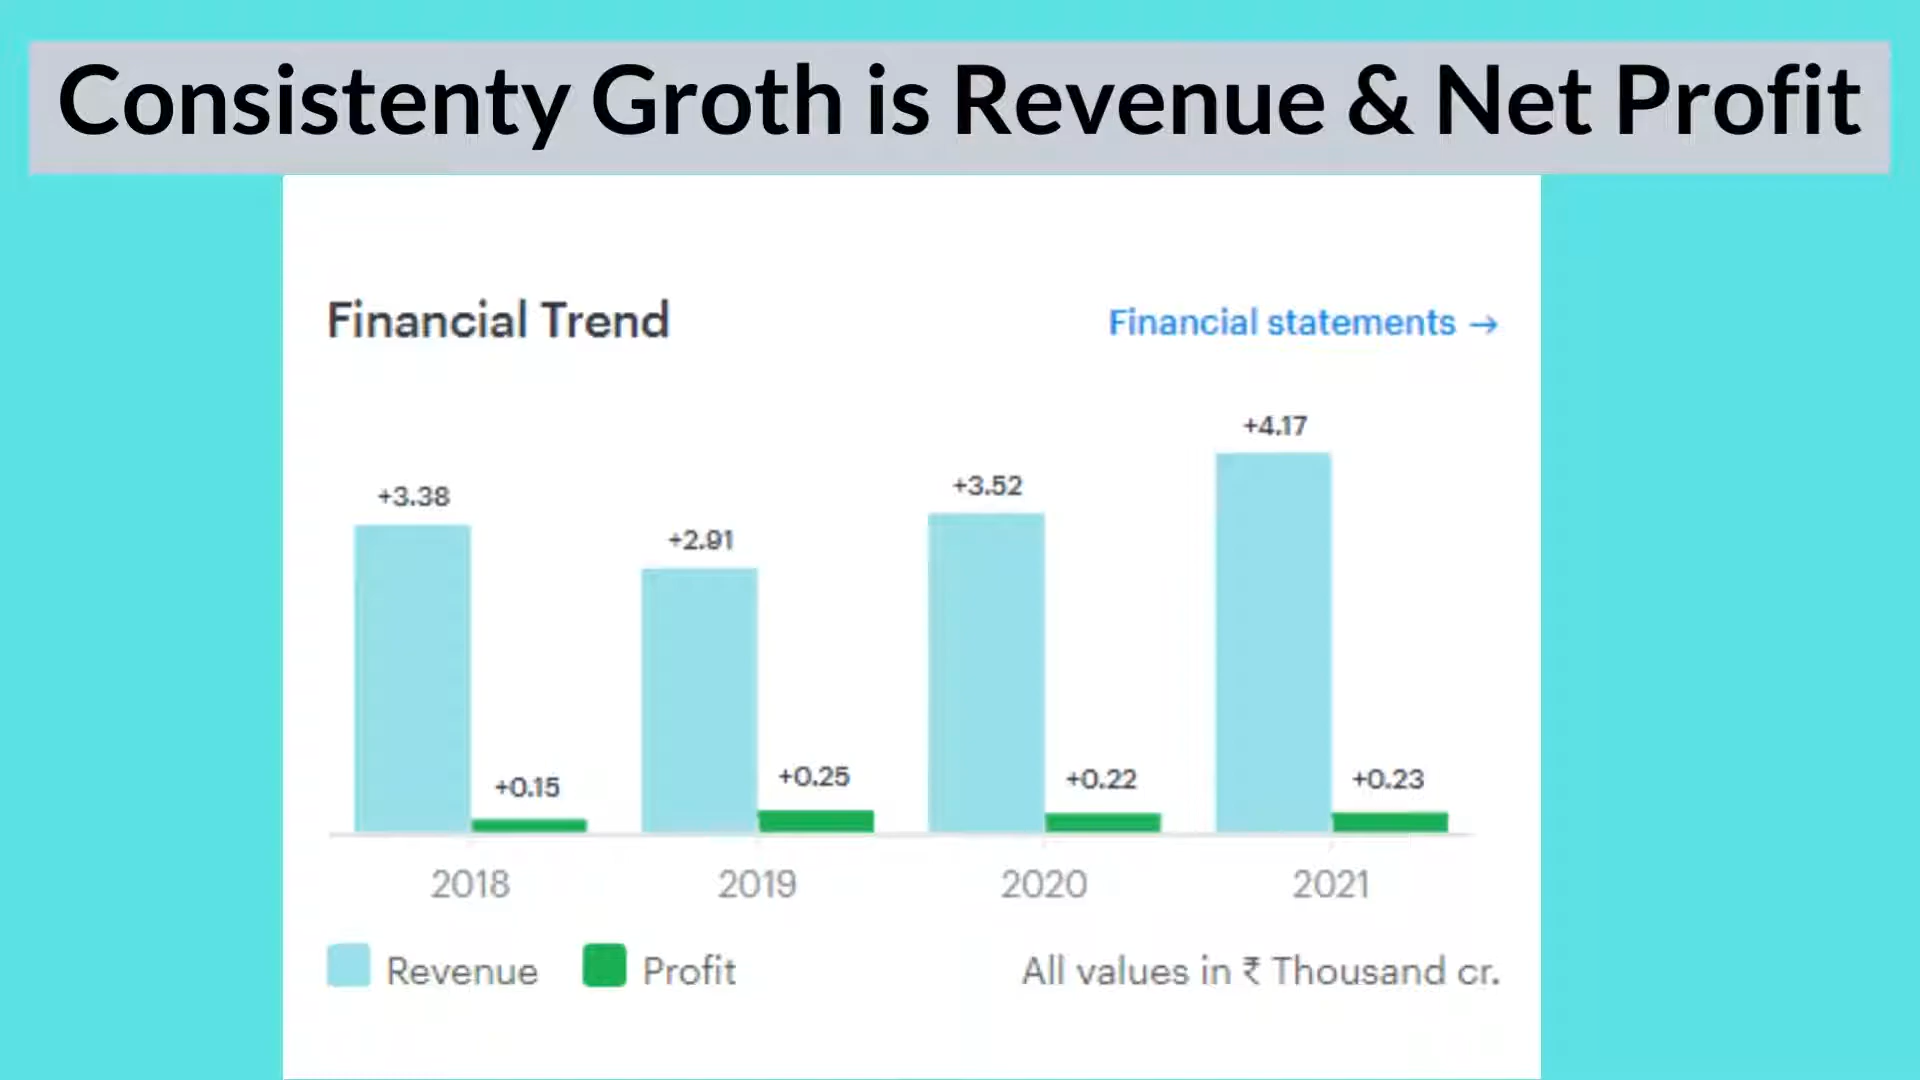 Consistenty Groth is Revenue & Net Profit
Financial Trend
Financial statements →
+3.38
+0.15
+2.91
+0.25
+3.52
+0.22
+4.17
+0.23
2018
2019
2020
2021
Revenue
Profit
All values in ₹ Thousand cr.